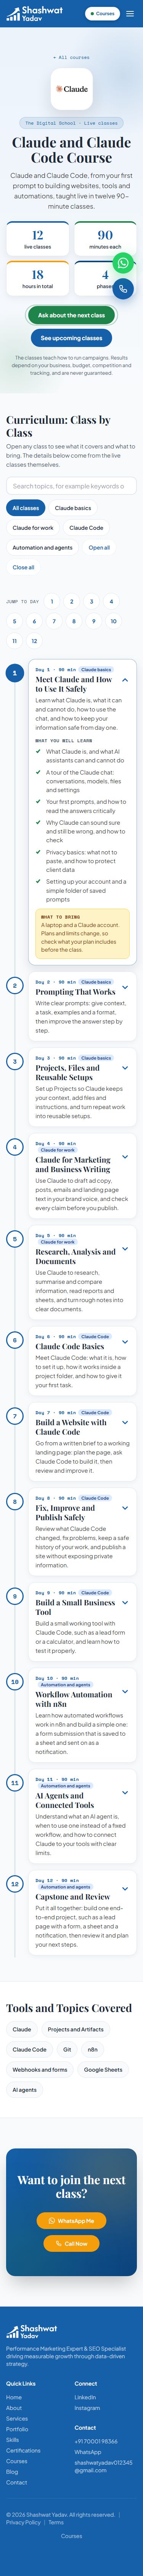 Shashwat
Yadav
Courses
← All courses
Claude
The Digital School · Live classes
Claude and Claude
Code Course
Use Claude and Claude Code, from your first
prompt to building websites, tools and
automations, taught live in twelve 90-
minute classes.
12
live classes
90
minutes each
18
hours in total
4
phases
Ask about the next class
See upcoming classes
The classes teach how to run campaigns. Results
depend on your business, budget, competition and
tracking, and are never guaranteed.
Curriculum: Class by
Class
Open any class to see what it covers and what to
bring. The details below come from the live
classes themselves.
Search topics, for example keywords o
All classes
Claude basics
Claude for work
Claude Code
Automation and agents
Open all
Close all
JUMP TO DAY
1
2
3
4
5
6
7
8
9
10
11
12
1
Day 1 · 90 min Claude basics
Meet Claude and How
to Use It Safely
Learn what Claude is, what it can
and cannot do, how to use the
chat, and how to keep your
information safe from day one.
WHAT YOU WILL LEARN
What Claude is, and what AI
assistants can and cannot do
A tour of the Claude chat:
conversations, models, files
and settings
Your first prompts, and how to
read the answers critically
Why Claude can sound sure
and still be wrong, and how to
check
Privacy basics: what not to
paste, and how to protect
client data
Setting up your account and a
simple folder of saved
prompts
WHAT TO BRING
A laptop and a Claude account.
Plans and limits change, so
check what your plan includes
before the class.
2
Day 2 · 90 min Claude basics
Prompting That Works
Write clear prompts: give context,
a task, examples and a format,
then improve the answer step by
step.
3
Day 3 · 90 min Claude basics
Projects, Files and
Reusable Setups
Set up Projects so Claude keeps
your context, add files and
instructions, and turn repeat work
into reusable setups.
4
Day 4 · 90 min
Claude for work
Claude for Marketing
and Business Writing
Use Claude to draft ad copy,
posts, emails and landing page
text in your brand voice, and check
every claim before you publish.
5
Day 5 · 90 min
Claude for work
Research, Analysis and
Documents
Use Claude to research,
summarise and compare
information, read reports and
sheets, and turn rough notes into
clear documents.
6
Day 6 · 90 min Claude Code
Claude Code Basics
Meet Claude Code: what it is, how
to set it up, how it works inside a
project folder, and how to give it
your first task.
7
Day 7 · 90 min Claude Code
Build a Website with
Claude Code
Go from a written brief to a working
landing page: plan the page, ask
Claude Code to build it, then
review and improve it.
8
Day 8 · 90 min Claude Code
Fix, Improve and
Publish Safely
Review what Claude Code
changed, fix problems, keep a safe
history of your work, and publish a
site without exposing private
information.
9
Day 9 · 90 min Claude Code
Build a Small Business
Tool
Build a small working tool with
Claude Code, such as a lead form
or a calculator, and learn how to
test it properly.
10
Day 10 · 90 min
Automation and agents
Workflow Automation
with n8n
Learn how automated workflows
work in n8n and build a simple one:
a form submission that is saved to
a sheet and sent on as a
notification.
11
Day 11 · 90 min
Automation and agents
AI Agents and
Connected Tools
Understand what an AI agent is,
when to use one instead of a fixed
workflow, and how to connect
Claude to your tools with clear
limits.
12
Day 12 · 90 min
Automation and agents
Capstone and Review
Put it all together: build one end-
to-end project, such as a lead
page with a form, a sheet and a
notification, then review it and plan
your next steps.
Tools and Topics Covered
Claude
Projects and Artifacts
Claude Code
Git
n8n
Webhooks and forms
Google Sheets
AI agents
Want to join the next
class?
WhatsApp Me
Call Now
Shashwat
Yadav
Performance Marketing Expert & SEO Specialist
driving measurable growth through data-driven
strategy.
Quick Links
Home
About
Services
Portfolio
Skills
Certifications
Courses
Blog
Contact
Connect
LinkedIn
Instagram
Contact
+91 70001 98366
WhatsApp
shashwatyadav012345
@gmail.com
© 2026 Shashwat Yadav. All rights reserved. |
Privacy Policy | Terms
Courses